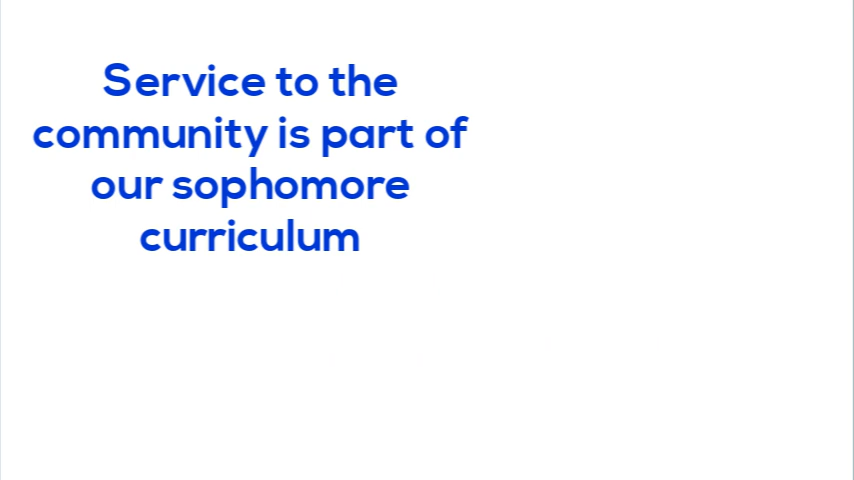 Service to the
community is part of
our sophomore
curriculum